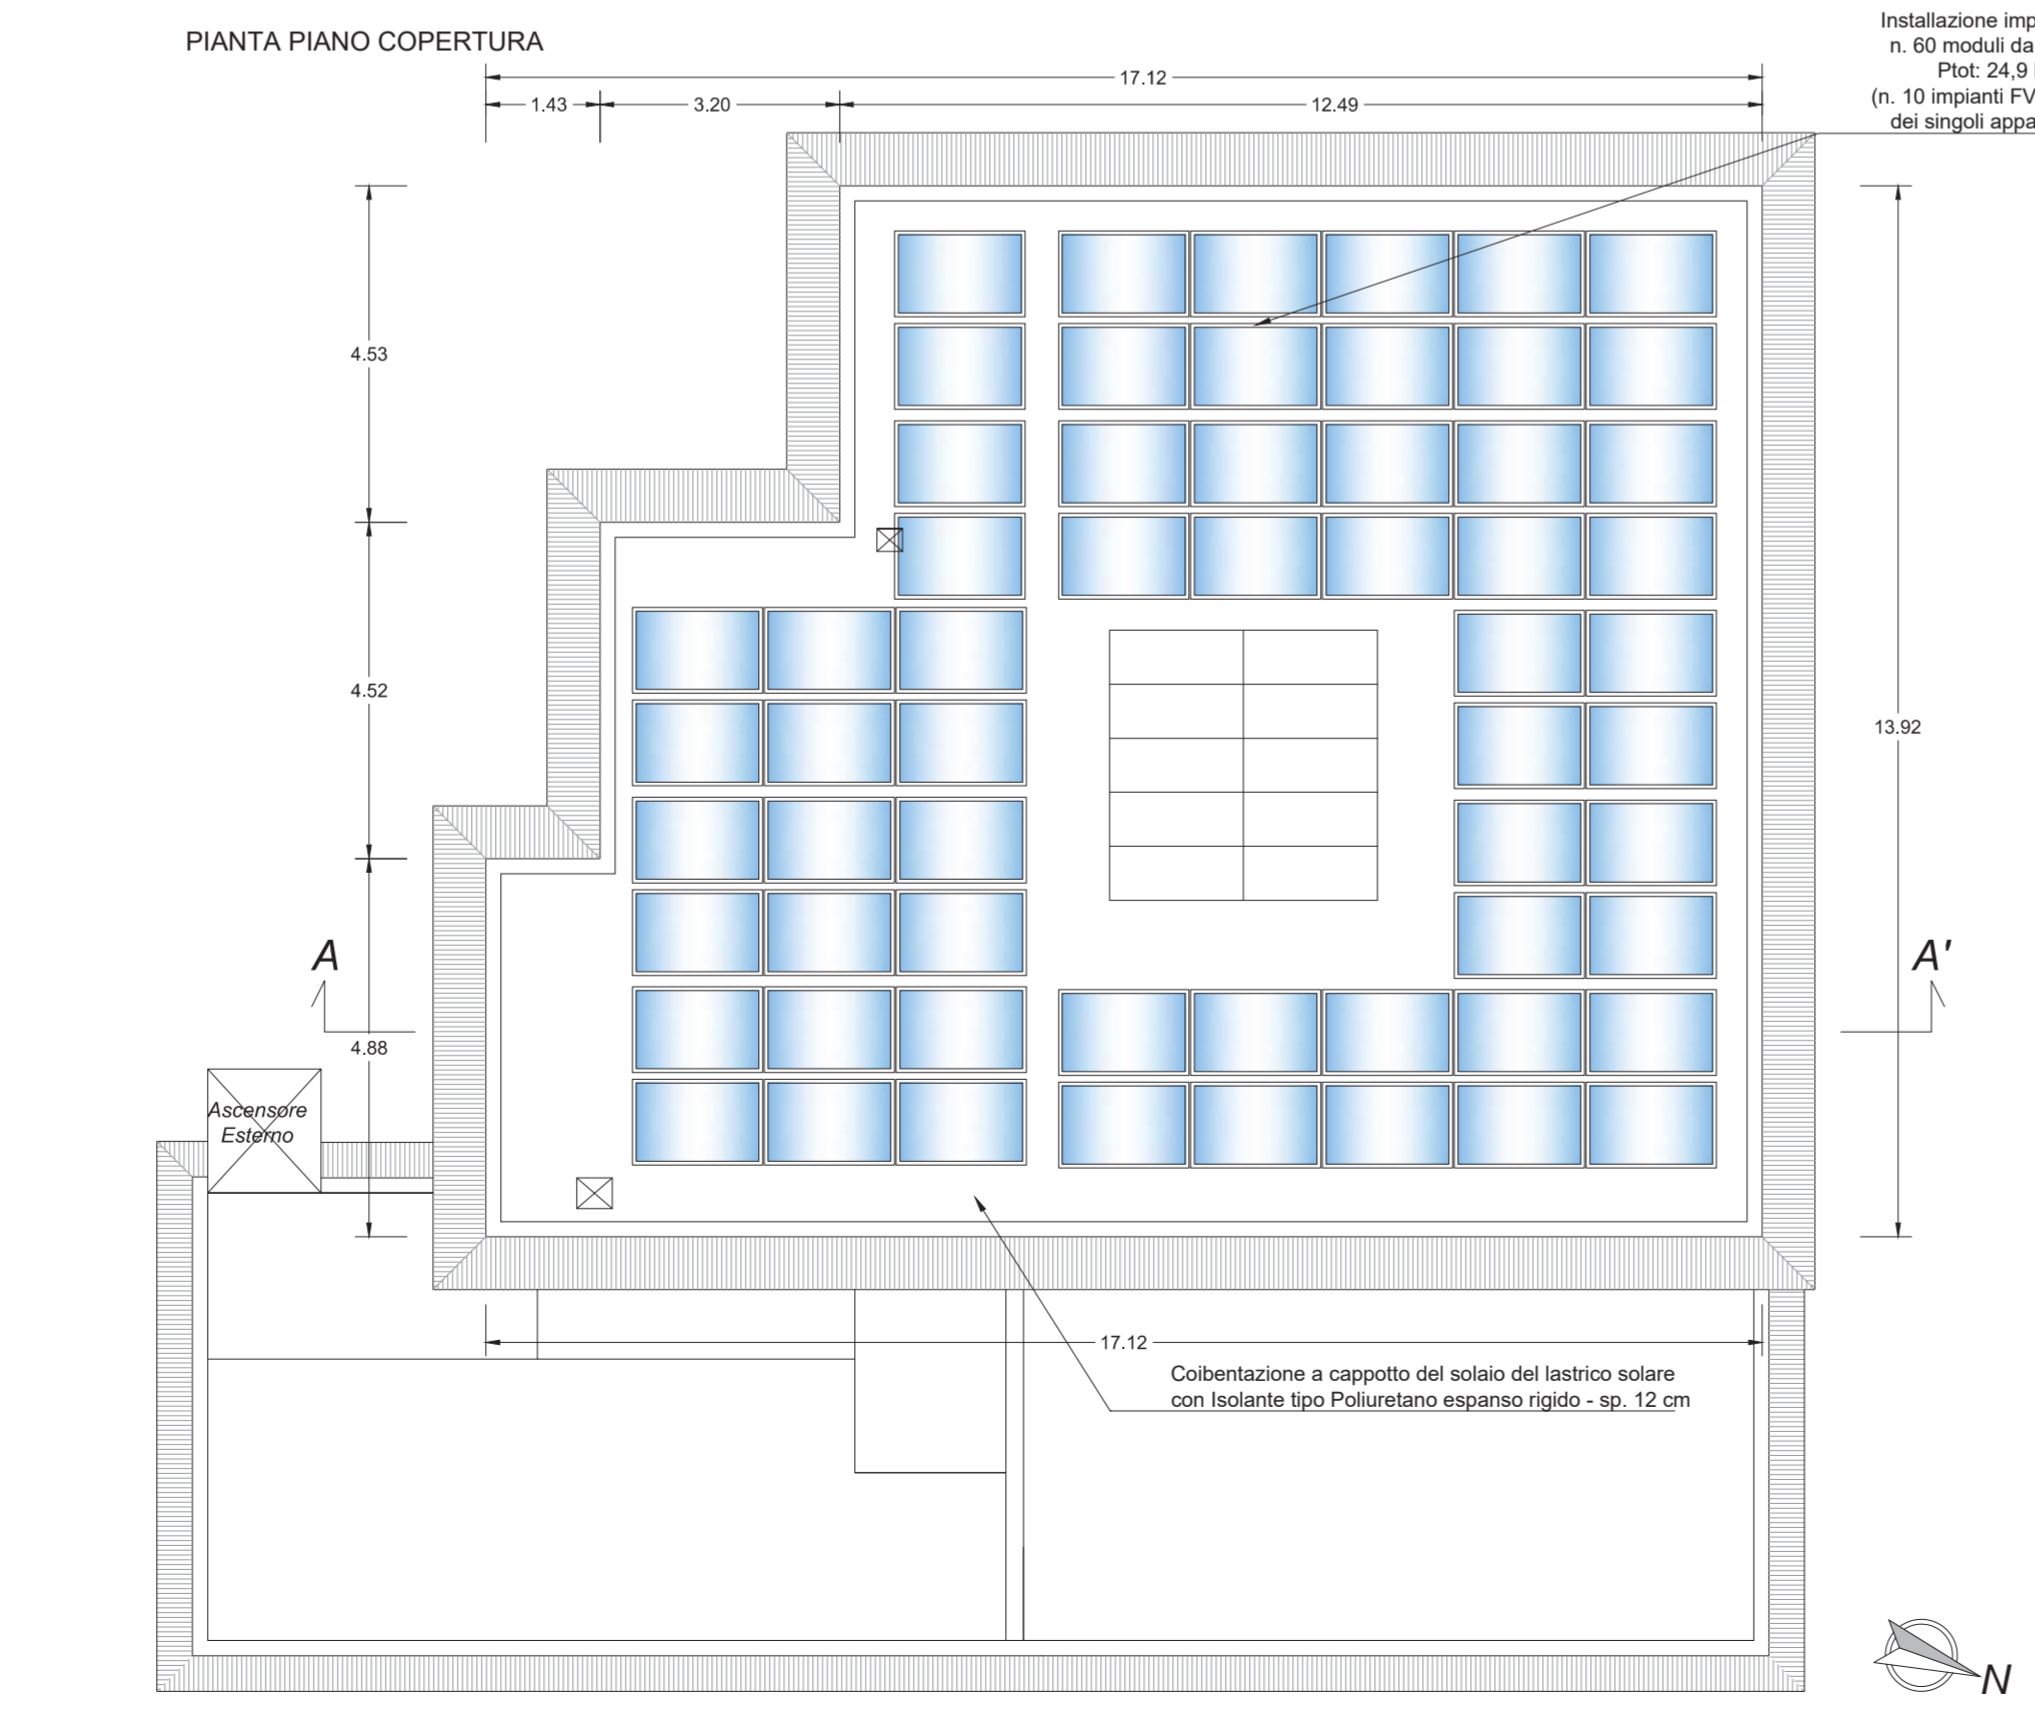 PIANTA PIANO COPERTURA
Installazione
n. 60 moduli da
Ptot: 24,9
(n. 10 impianti FV
dei singoli
17.12
1.43
3.20
12.49
4.53
4.52
13.92
A
A'
4.88
Ascensore
Esterno
17.12
Coibentazione a cappotto del solaio del lastrico solare
con Isolante tipo Poliuretano espanso rigido - sp. 12 cm
N